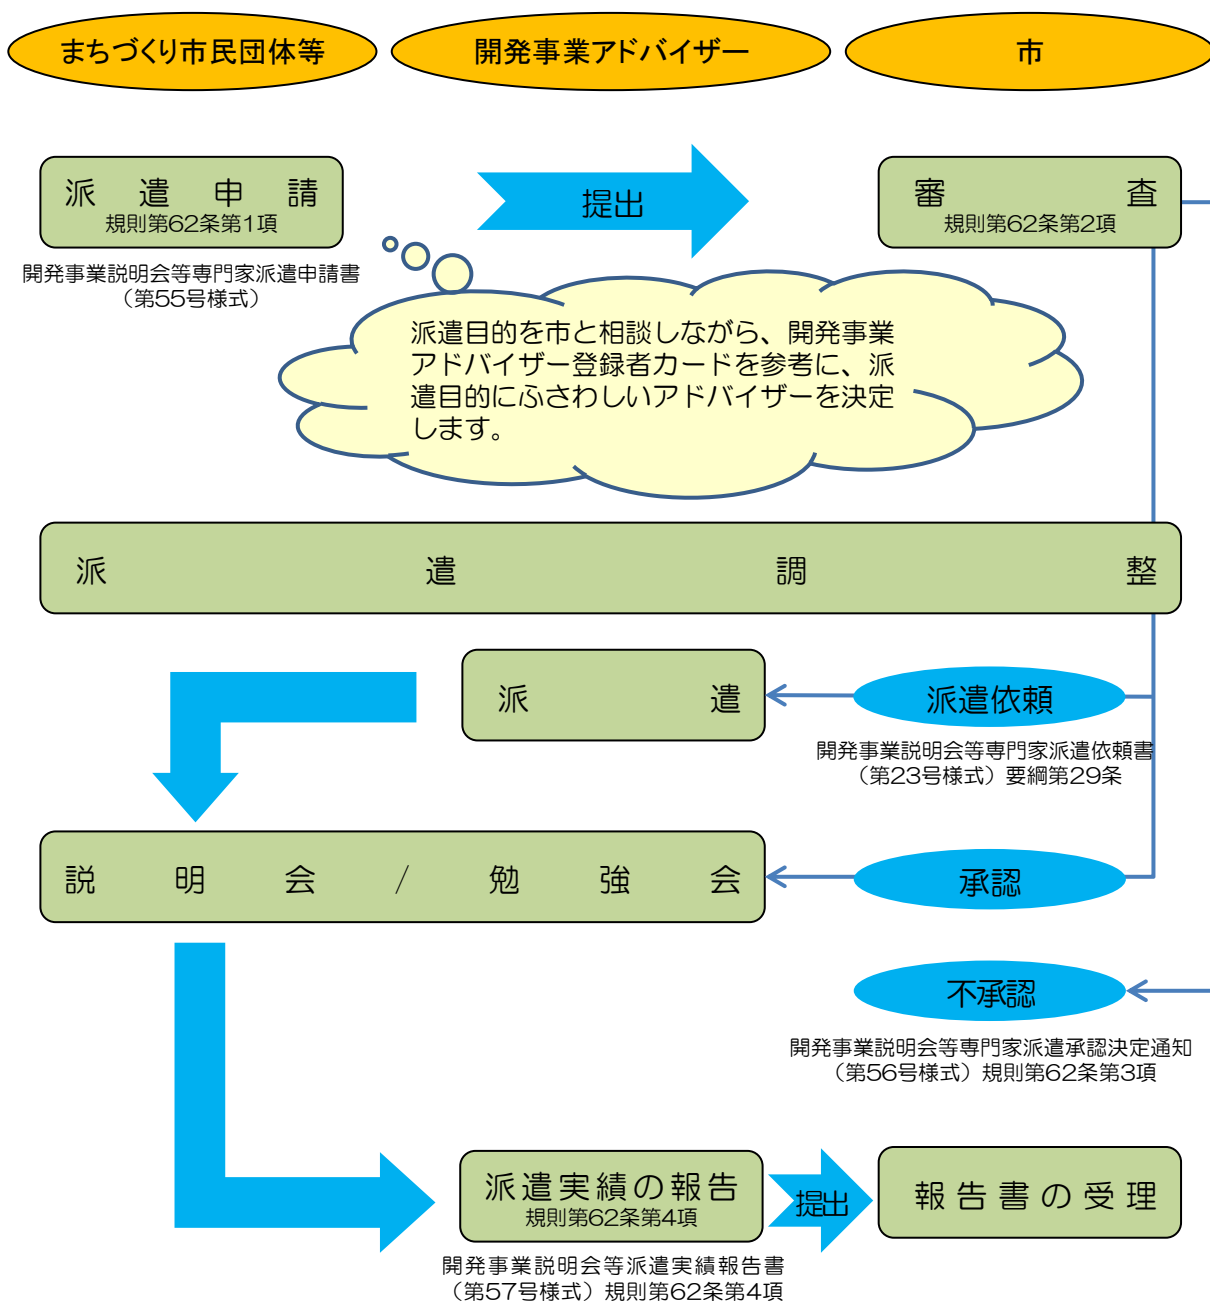 まちづくり市民団体等
開発事業アドバイザー
市
派遣申請
規則第62条第1項
提出
審査
規則第62条第2項
開発事業説明会等専門家派遣申請書
（第55号様式）
派遣目的を市と相談しながら、開発事業
アドバイザー登録者カードを参考に、派
遣目的にふさわしいアドバイザーを決定
します。
派遣調整
派遣
派遣依頼
開発事業説明会等専門家派遣依頼書
（第23号様式）要綱第29条
説明会/勉強会
承認
不承認
開発事業説明会等専門家派遣承認決定通知
（第56号様式）規則第62条第3項
派遣実績の報告
規則第62条第4項
提出
報告書の受理
開発事業説明会等派遣実績報告書
（第57号様式）規則第62条第4項